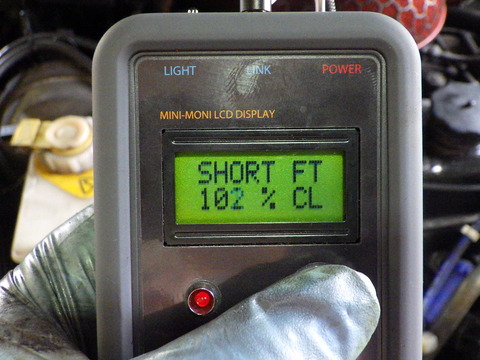 LIGHT LINK POWER
MINI-MONI LCD DISPLAY
SHORT FT
102 % CL